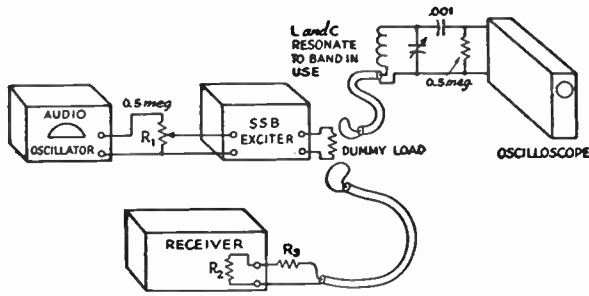 L and C
RESONATE
TO BAND IN
USE
.001
0.5 meg.
OSCILLOSCOPE
AUDIO
OSCILLATOR
0.5 meg
R1
SSB
EXCITER
DUMMY LOAD
RECEIVER
R2
R3